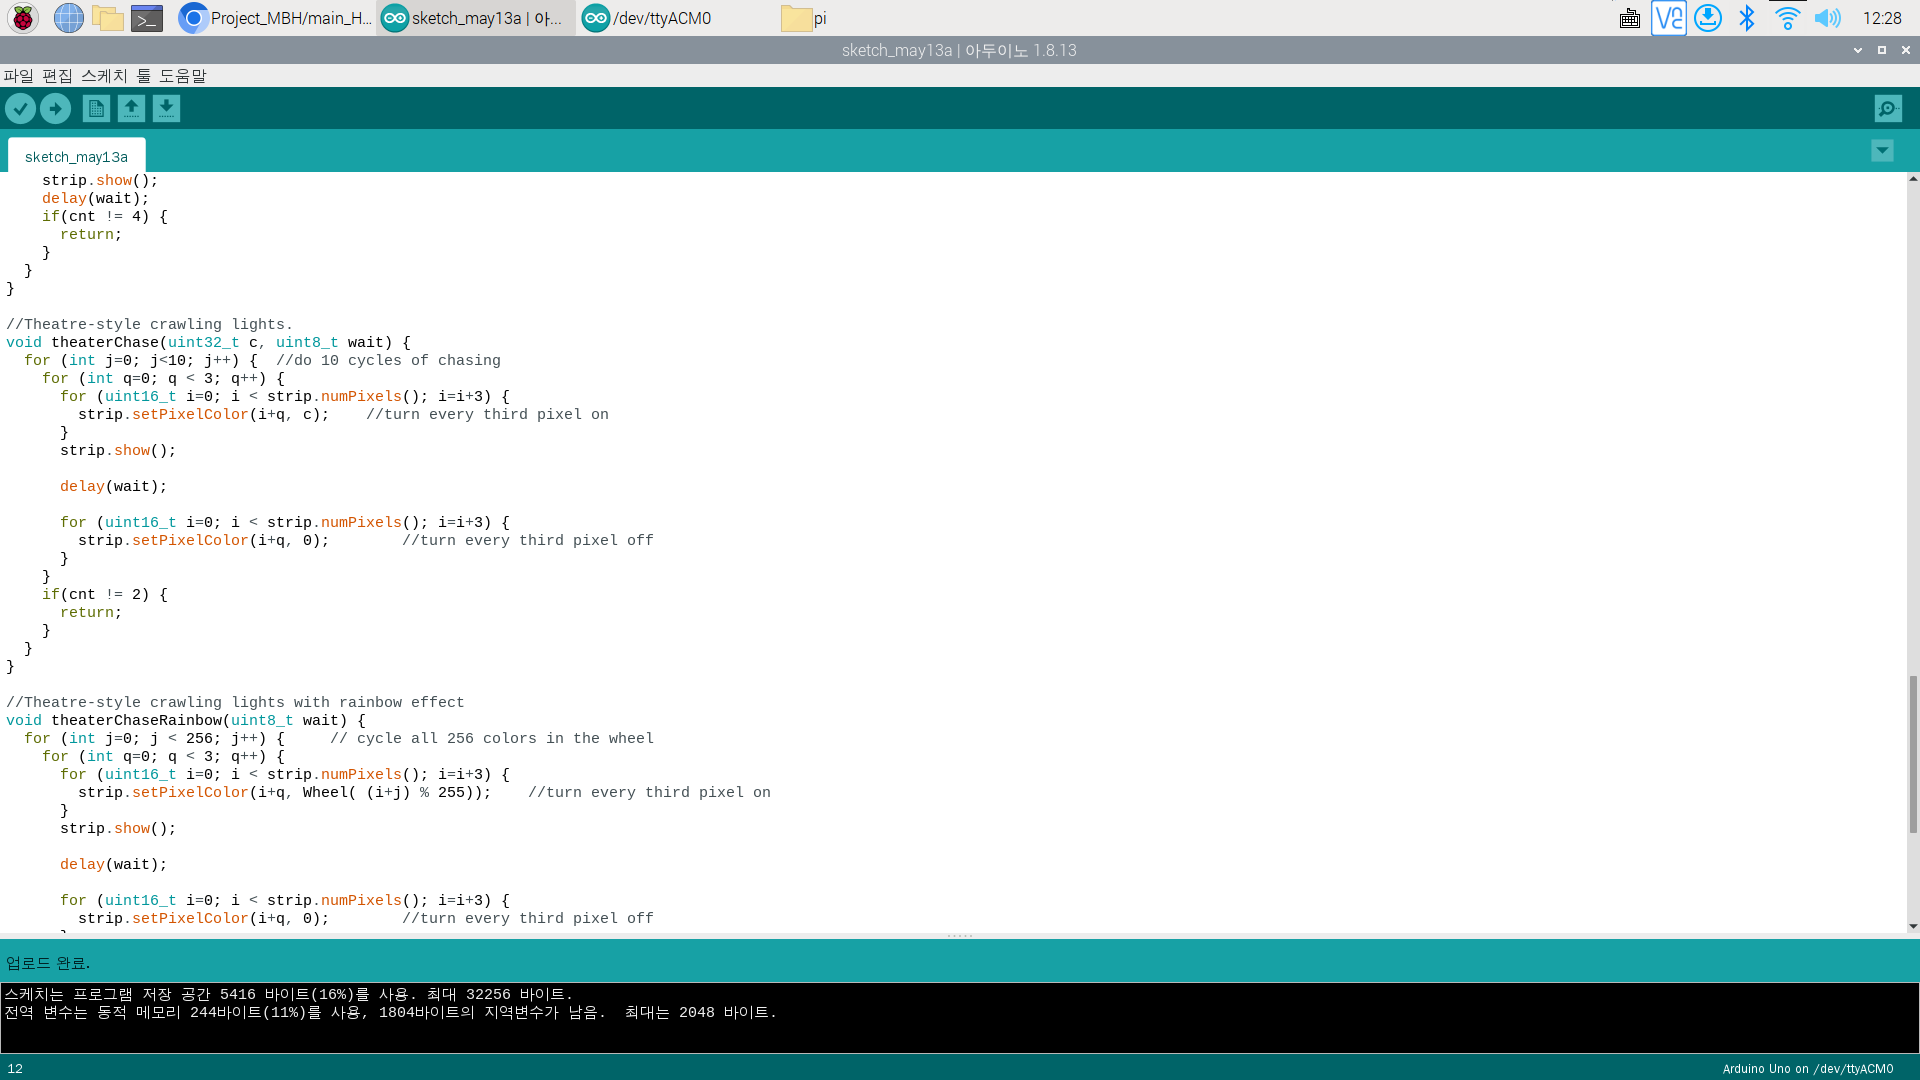 Project_MBH/main_H... sketch_may13a | 아... /dev/ttyACM0 pi 12:28
sketch_may13a | 아두이노 1.8.13
파일 편집 스케치 툴 도움말
sketch_may13a
    strip.show();
    delay(wait);
    if(cnt != 4) {
      return;
    }
  }
}
//Theatre-style crawling lights.
void theaterChase(uint32_t c, uint8_t wait) {
  for (int j=0; j<10; j++) {  //do 10 cycles of chasing
    for (int q=0; q < 3; q++) {
      for (uint16_t i=0; i < strip.numPixels(); i=i+3) {
        strip.setPixelColor(i+q, c);    //turn every third pixel on
      }
      strip.show();
      delay(wait);
      for (uint16_t i=0; i < strip.numPixels(); i=i+3) {
        strip.setPixelColor(i+q, 0);        //turn every third pixel off
      }
    }
    if(cnt != 2) {
      return;
    }
  }
}
//Theatre-style crawling lights with rainbow effect
void theaterChaseRainbow(uint8_t wait) {
  for (int j=0; j < 256; j++) {     // cycle all 256 colors in the wheel
    for (int q=0; q < 3; q++) {
      for (uint16_t i=0; i < strip.numPixels(); i=i+3) {
        strip.setPixelColor(i+q, Wheel( (i+j) % 255));    //turn every third pixel on
      }
      strip.show();
      delay(wait);
      for (uint16_t i=0; i < strip.numPixels(); i=i+3) {
        strip.setPixelColor(i+q, 0);        //turn every third pixel off
업로드 완료.
스케치는 프로그램 저장 공간 5416 바이트(16%)를 사용. 최대 32256 바이트.
전역 변수는 동적 메모리 244바이트(11%)를 사용, 1804바이트의 지역변수가 남음.  최대는 2048 바이트.
12 Arduino Uno on /dev/ttyACM0